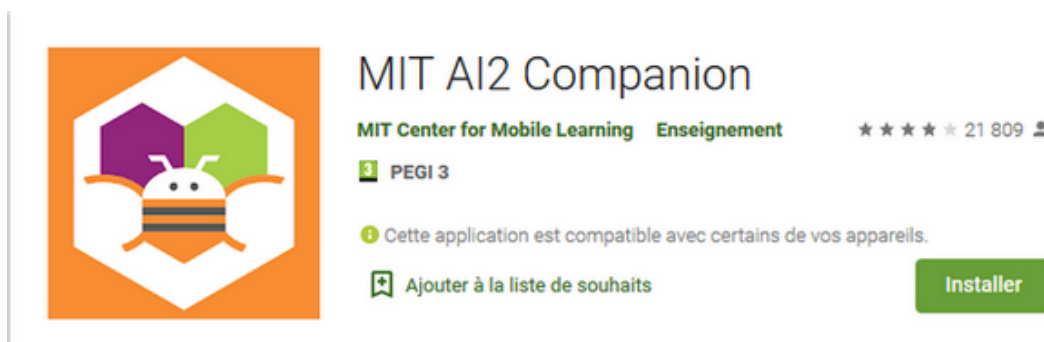 MIT AI2 Companion
MIT Center for Mobile Learning Enseignement 21 809
3 PEGI 3
Cette application est compatible avec certains de vos appareils.
Ajouter à la liste de souhaits
Installer